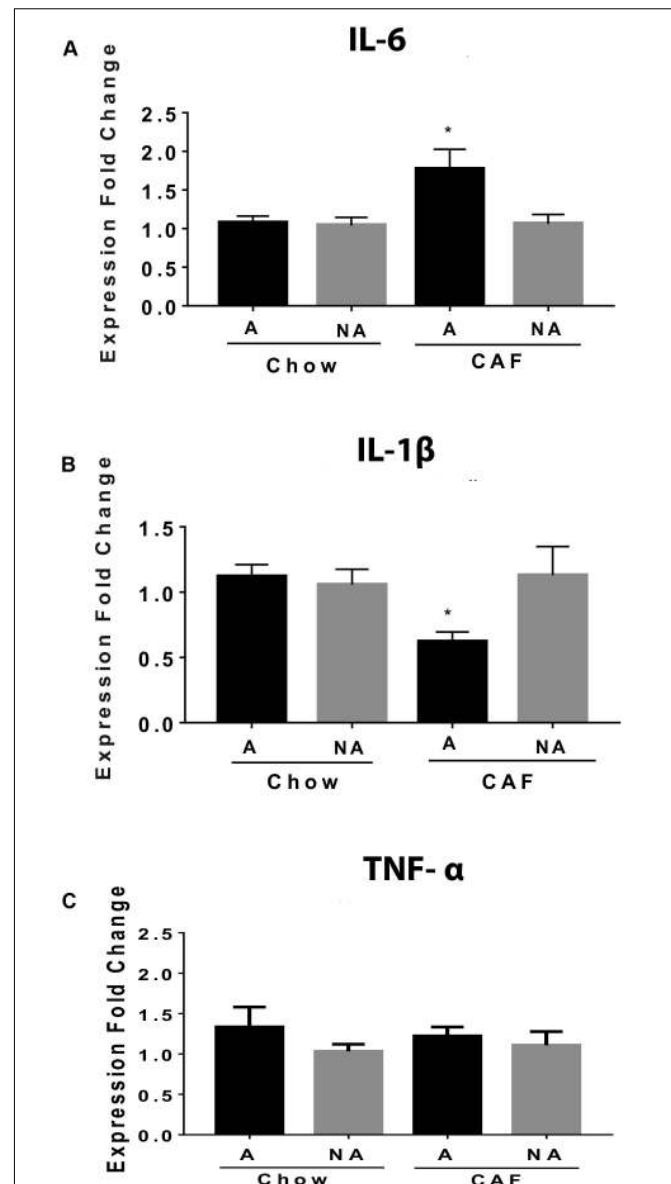 A
IL-6
Expression Fold Change
2.5
2.0
1.5
1.0
0.5
0.0
*
A NA A NA
Chow CAF
B
IL-1β
Expression Fold Change
1.5
1.0
0.5
0.0
*
A NA A NA
Chow CAF
C
TNF- α
Expression Fold Change
2.5
2.0
1.5
1.0
0.5
0.0
A NA A NA
Chow CAF